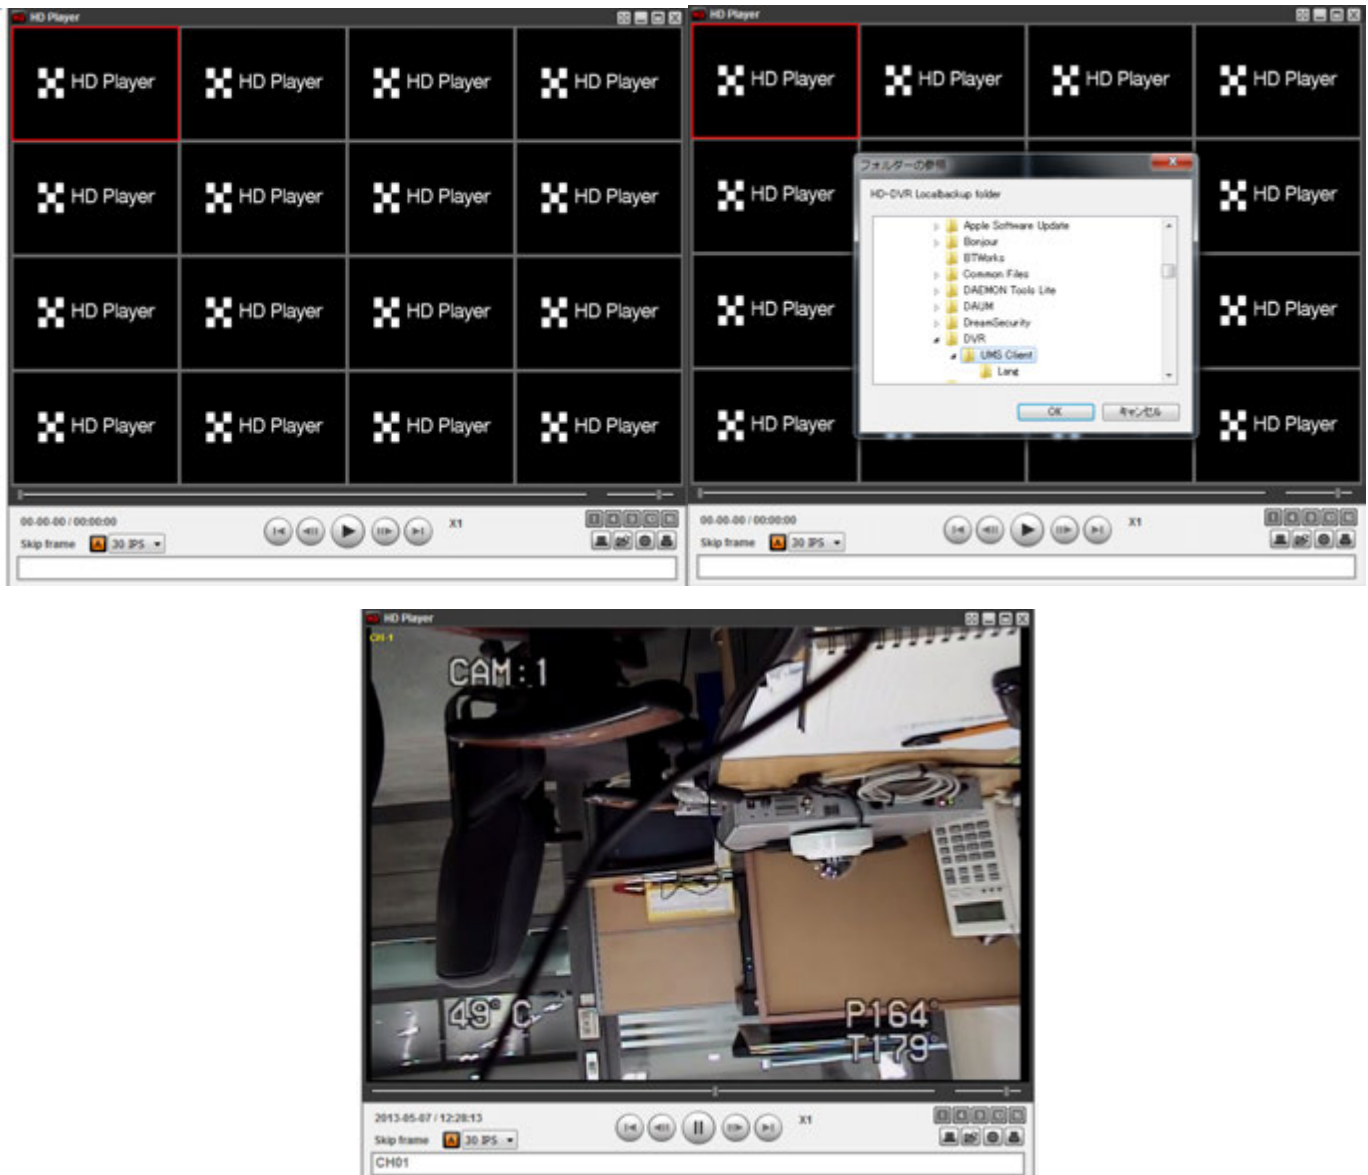 HD Player
HD Player HD Player HD Player HD Player
HD Player HD Player HD Player HD Player
HD Player HD Player HD Player HD Player
HD Player HD Player HD Player HD Player
00-00-00 / 00:00:00
X1
Skip frame A 30 IPS
HD Player
HD Player HD Player HD Player HD Player
フォルダーの参照
HD-DVR Localbackup folder
Apple Software Update
Bonjour
BTWorks
Common Files
DAEMON Tools Lite
DAUM
DreamSecurity
DVR
UMS Client
Lang
OK キャンセル
HD Player HD Player
HD Player HD Player
HD Player HD Player
00-00-00 / 00:00:00
X1
Skip frame A 30 IPS
HD Player
CH-1
CAM:1
49°C
P164°
T179°
2013-05-07 / 12:28:13
X1
Skip frame A 30 IPS
CH01